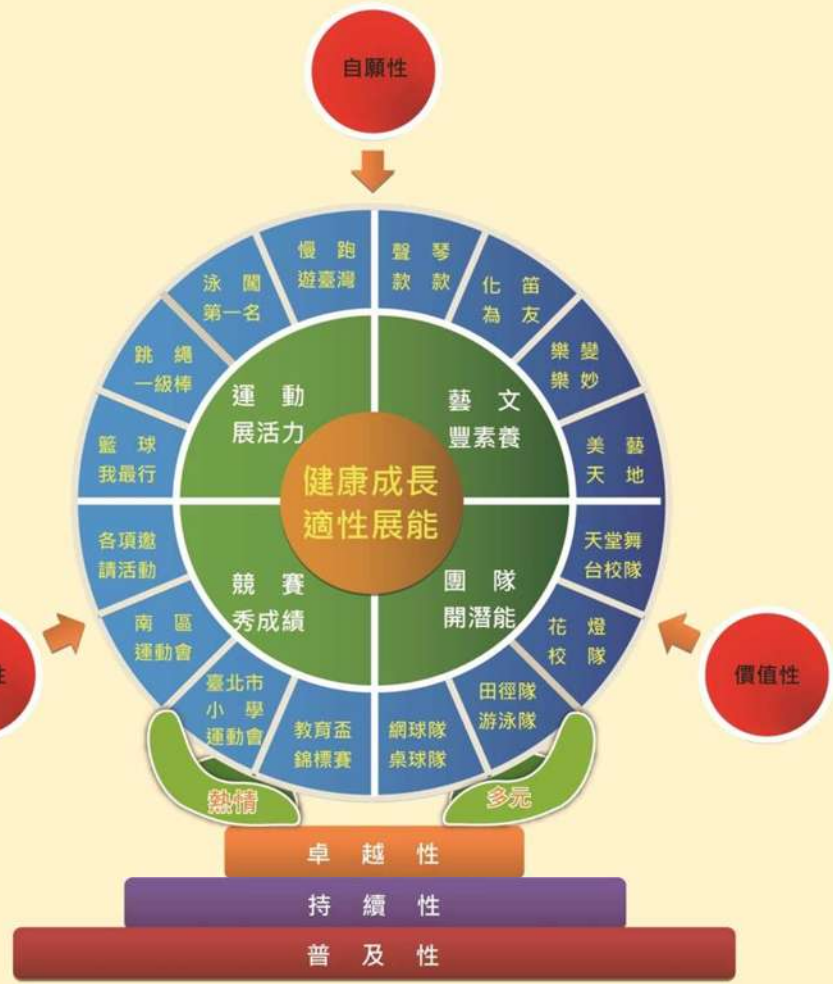 自願性
慢跑
遊臺灣
聲琴
款款
泳闖
第一名
化笛
為友
跳繩
一級棒
樂變
樂妙
籃球
我最行
美藝
天地
運動
展活力
藝文
豐素養
健康成長
適性展能
各項邀
請活動
天堂舞
台校隊
競賽
秀成績
團隊
開潛能
南區
運動會
花燈
校隊
臺北市
小學
運動會
田徑隊
游泳隊
教育盃
錦標賽
網球隊
桌球隊
性
價值性
熱情
多元
卓越性
持續性
普及性